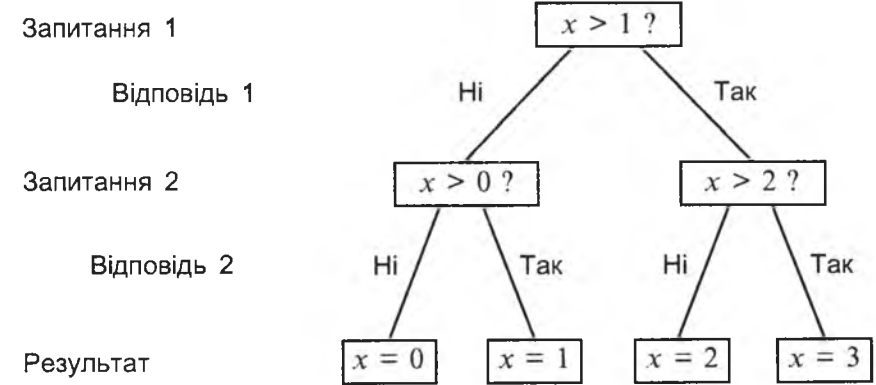 Запитання 1 x > 1 ?
Відповідь 1 Ні Так
Запитання 2 x > 0 ? x > 2 ?
Відповідь 2 Ні Так Ні Так
Результат x = 0 x = 1 x = 2 x = 3